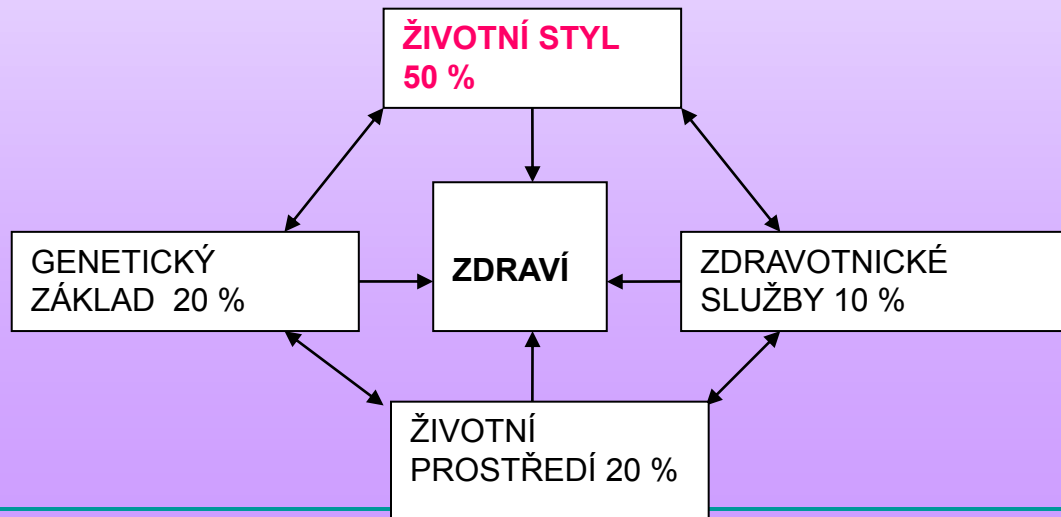 ŽIVOTNÍ STYL
50 %
GENETICKÝ
ZÁKLAD 20 %
ZDRAVÍ
ZDRAVOTNICKÉ
SLUŽBY 10 %
ŽIVOTNÍ
PROSTŘEDÍ 20 %